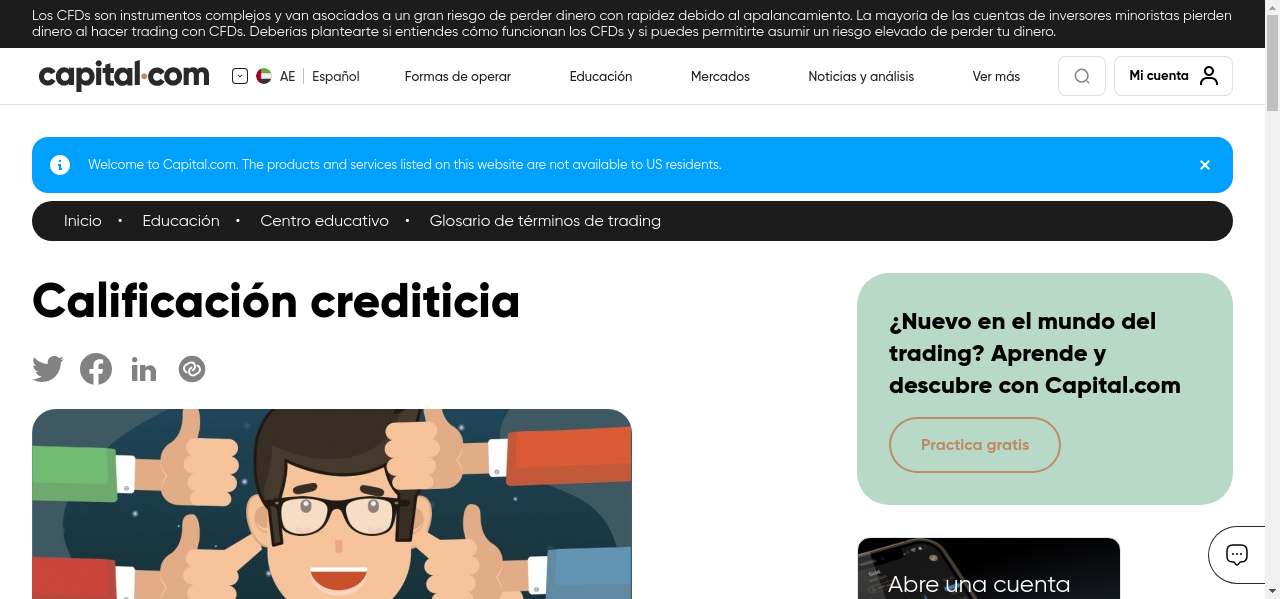 Los CFDs son instrumentos complejos y van asociados a un gran riesgo de perder dinero con rapidez debido al apalancamiento. La mayoría de las cuentas de inversores minoristas pierden
dinero al hacer trading con CFDs. Deberías plantearte si entiendes cómo funcionan los CFDs y si puedes permitirte asumir un riesgo elevado de perder tu dinero.
capital.com
AE
Español
Formas de operar
Educación
Mercados
Noticias y análisis
Ver más
Mi cuenta
Welcome to Capital.com. The products and services listed on this website are not available to US residents.
Inicio • Educación • Centro educativo • Glosario de términos de trading
Calificación crediticia
¿Nuevo en el mundo del
trading? Aprende y
descubre con Capital.com
Practica gratis
Abre una cuenta